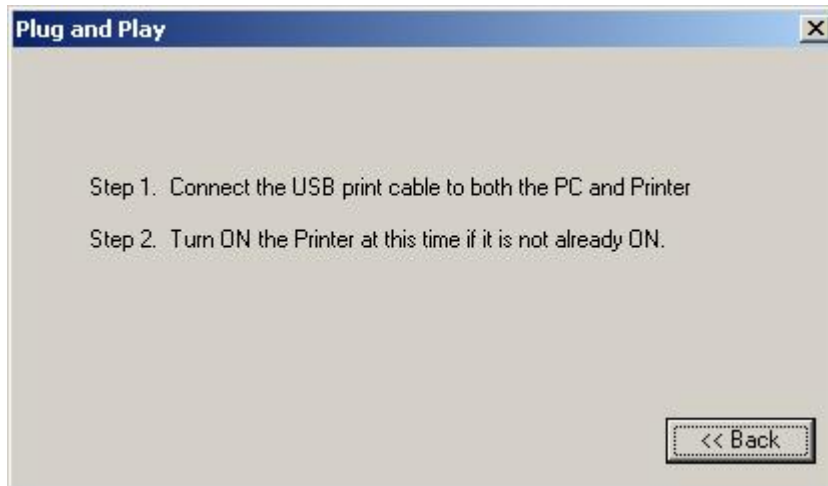 Plug and Play
Step 1. Connect the USB print cable to both the PC and Printer
Step 2. Turn ON the Printer at this time if it is not already ON.
<< Back